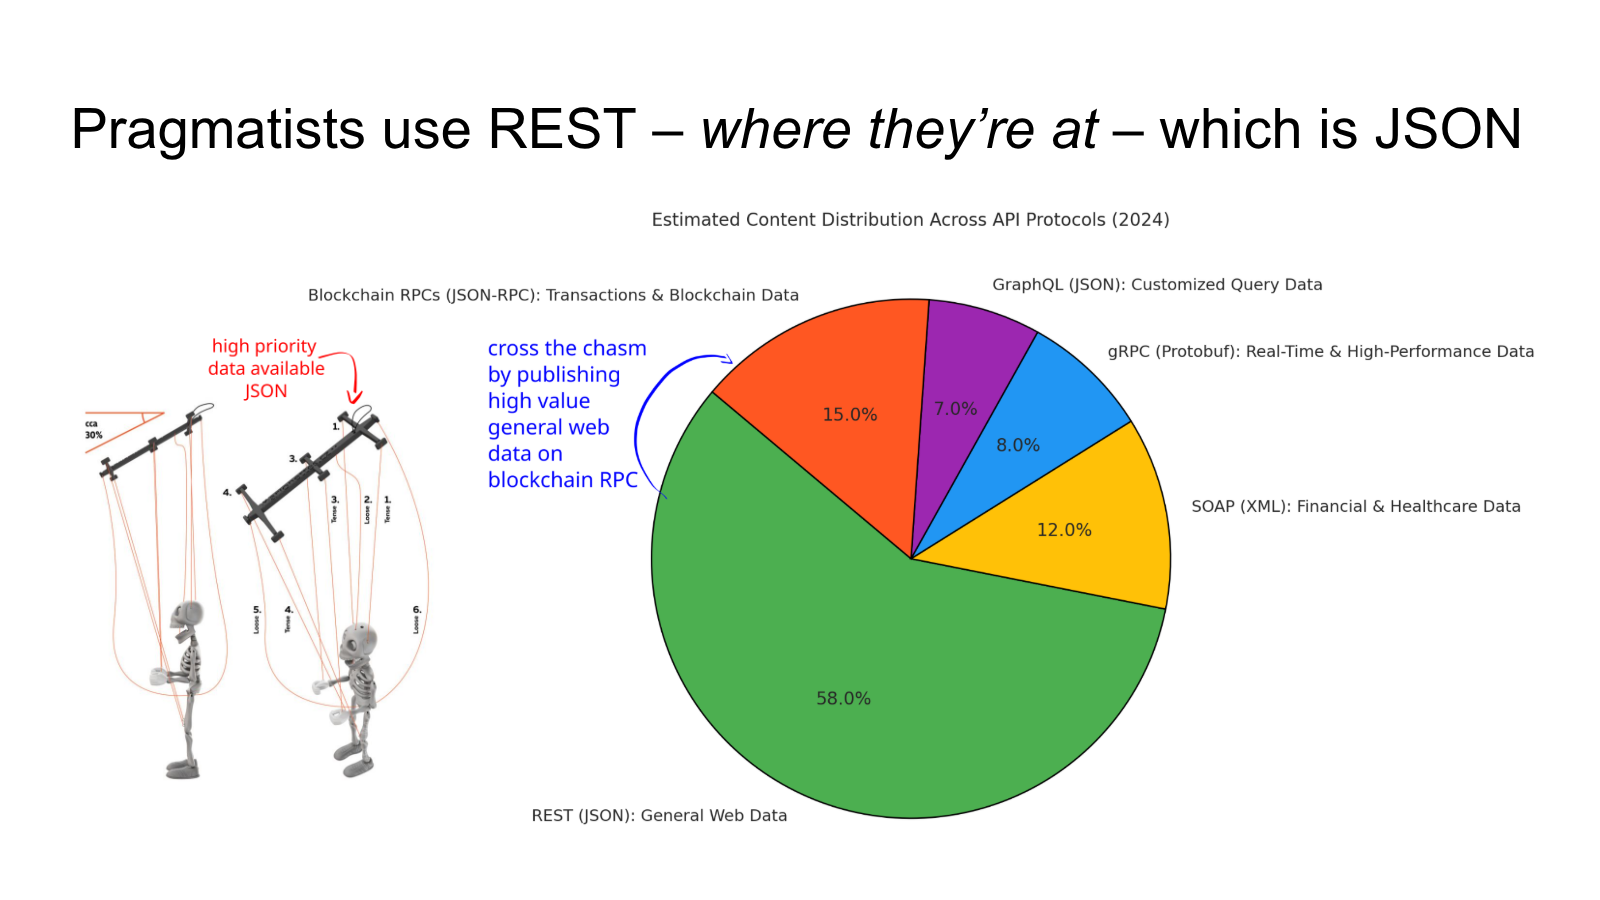 Pragmatists use REST – where they’re at – which is JSON
Estimated Content Distribution Across API Protocols (2024)
Blockchain RPCs (JSON-RPC): Transactions & Blockchain Data
GraphQL (JSON): Customized Query Data
gRPC (Protobuf): Real-Time & High-Performance Data
SOAP (XML): Financial & Healthcare Data
REST (JSON): General Web Data
15.0%
7.0%
8.0%
12.0%
58.0%
cross the chasm
by publishing
high value
general web
data on
blockchain RPC
high priority
data available
JSON
cca
30%
1.
3.
4.
3.
Tense
2.
Loose
1.
Tense
5.
Loose
4.
Tense
6.
Loose